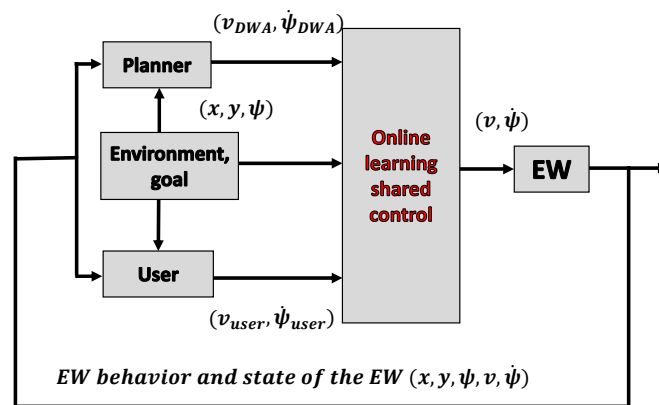 (v_DWA, ψ̇_DWA)
Planner
(x, y, ψ)
Environment,
goal
Online
learning
shared
control
(v, ψ̇)
EW
User
(v_user, ψ̇_user)
EW behavior and state of the EW (x, y, ψ, v, ψ̇)